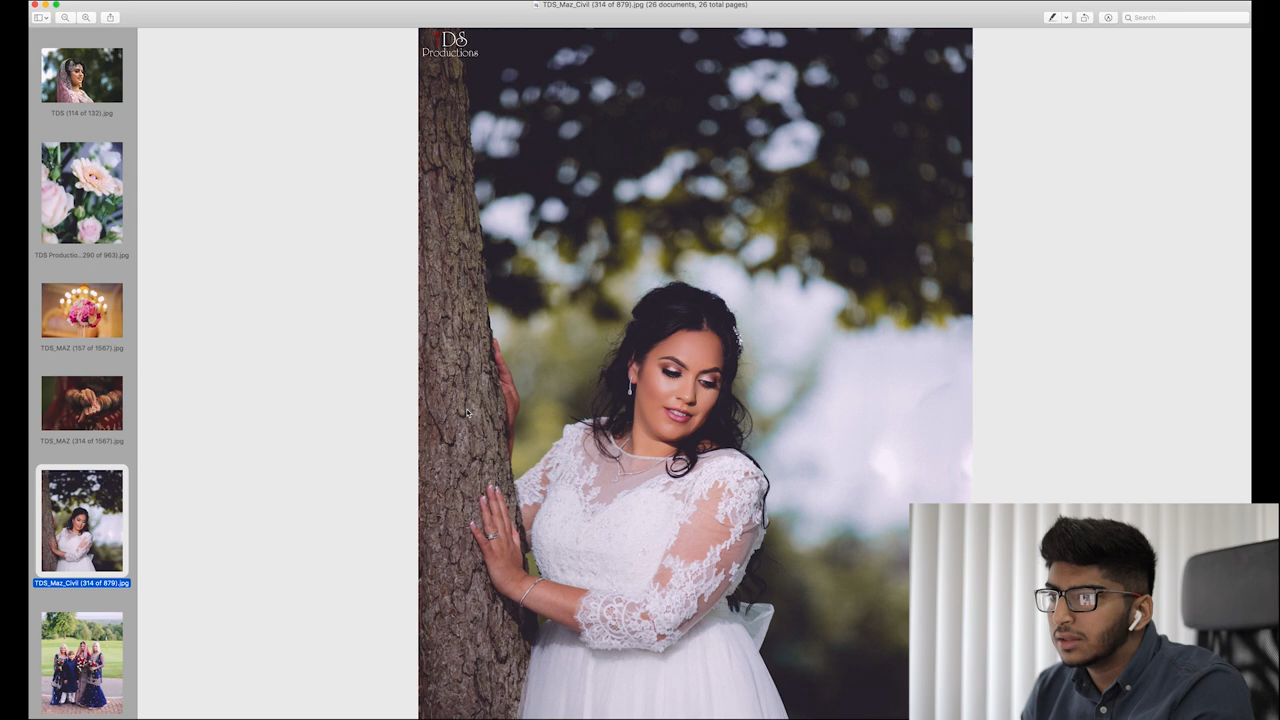 TDS_Maz_Civil (314 of 879).jpg (26 documents, 26 total pages)
Search
DS
Productions
TDS (114 of 132).jpg
TDS Productio...290 of 963).jpg
TDS_MAZ (157 of 1567).jpg
TDS_MAZ (314 of 1567).jpg
TDS_Maz_Civil (314 of 879).jpg